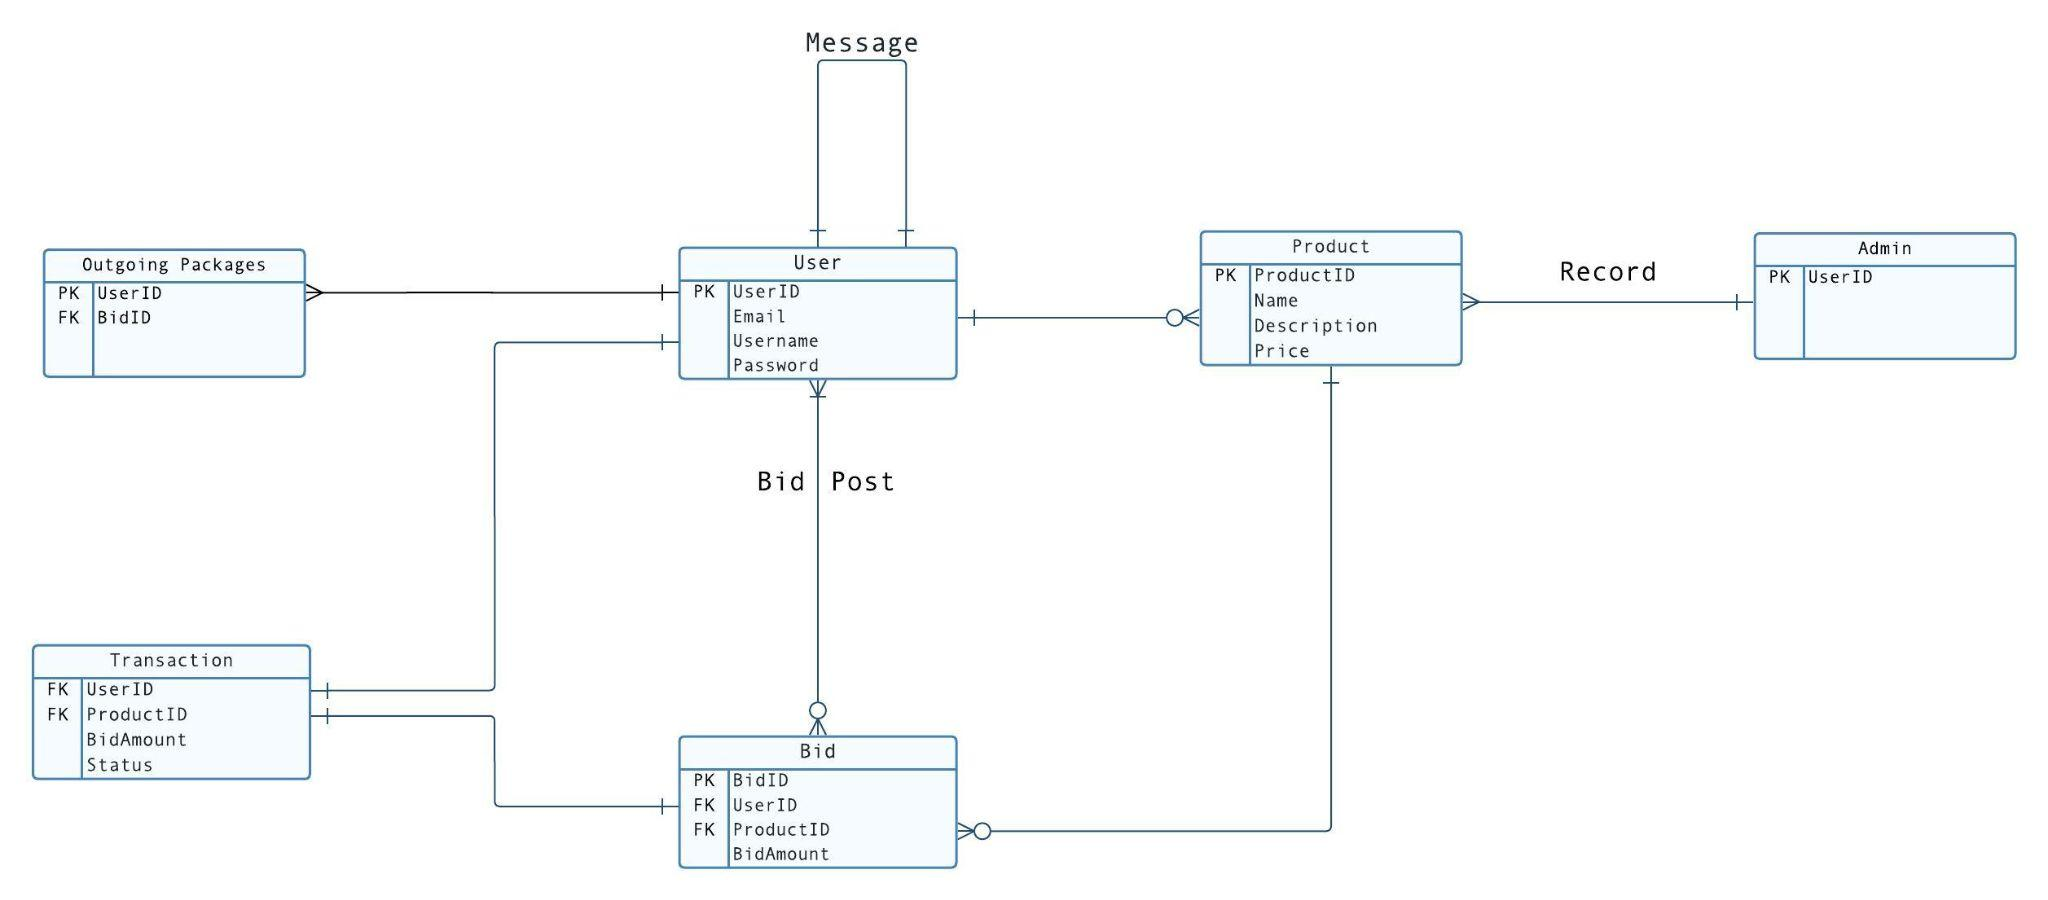 Message
Outgoing Packages
PK UserID
FK BidID
User
PK UserID
Email
Username
Password
Product
PK ProductID
Name
Description
Price
Record
Admin
PK UserID
Bid Post
Transaction
FK UserID
FK ProductID
BidAmount
Status
Bid
PK BidID
FK UserID
FK ProductID
BidAmount